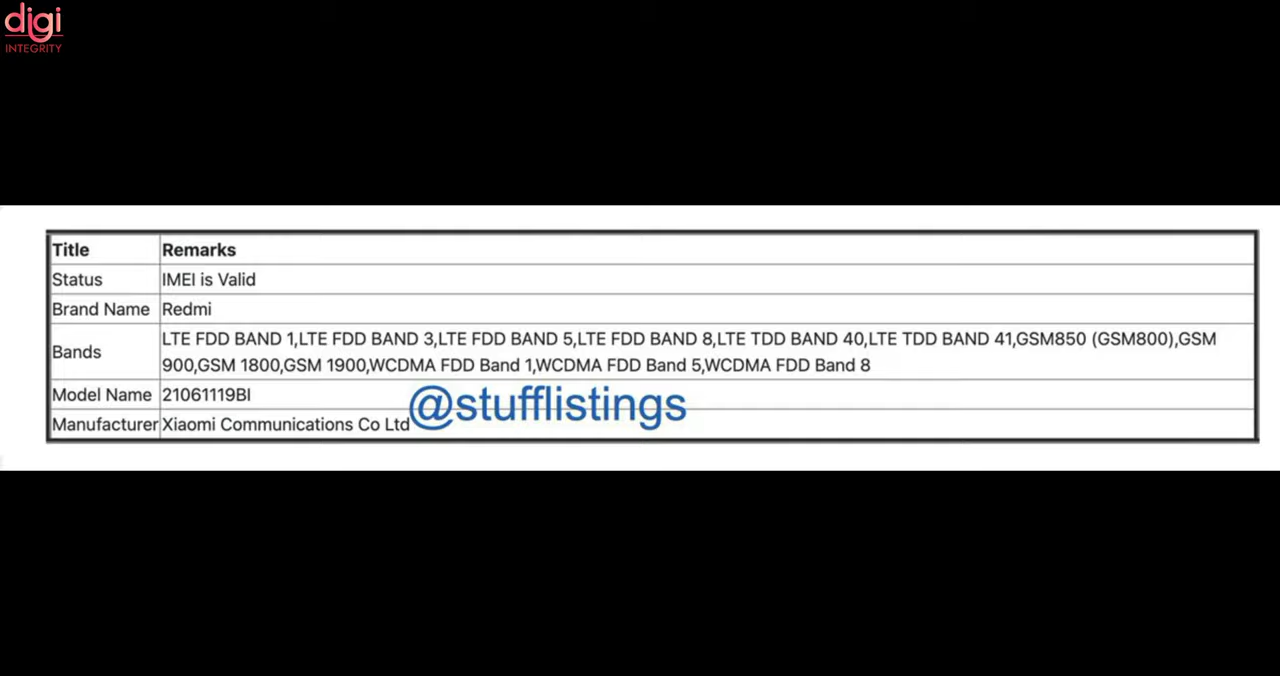 digi
INTEGRITY
Title Remarks
Status IMEI is Valid
Brand Name Redmi
Bands LTE FDD BAND 1,LTE FDD BAND 3,LTE FDD BAND 5,LTE FDD BAND 8,LTE TDD BAND 40,LTE TDD BAND 41,GSM850 (GSM800),GSM
900,GSM 1800,GSM 1900,WCDMA FDD Band 1,WCDMA FDD Band 5,WCDMA FDD Band 8
Model Name 21061119BI
@stufflistings
Manufacturer Xiaomi Communications Co Ltd